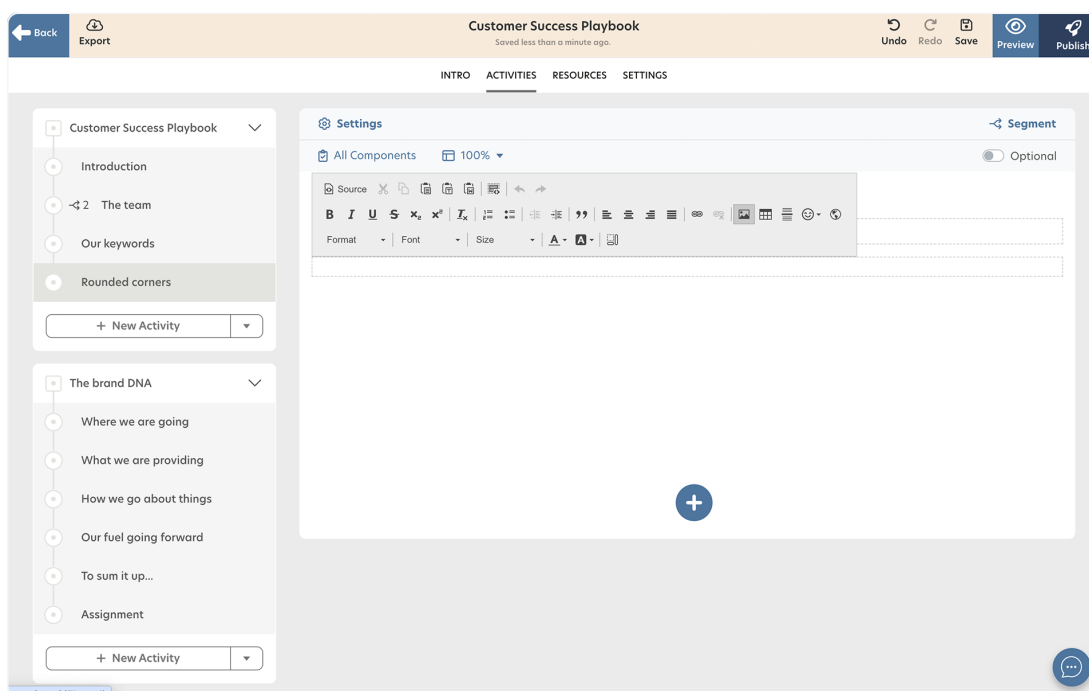 Back
Export
Customer Success Playbook
Saved less than a minute ago.
Undo Redo Save Preview Publish
INTRO ACTIVITIES RESOURCES SETTINGS
Customer Success Playbook
Introduction
2 The team
Our keywords
Rounded corners
+ New Activity
The brand DNA
Where we are going
What we are providing
How we go about things
Our fuel going forward
To sum it up...
Assignment
+ New Activity
Settings
Segment
All Components 100%
Optional
Source
B I U S x₂ x² Iₓ
Format Font Size A A